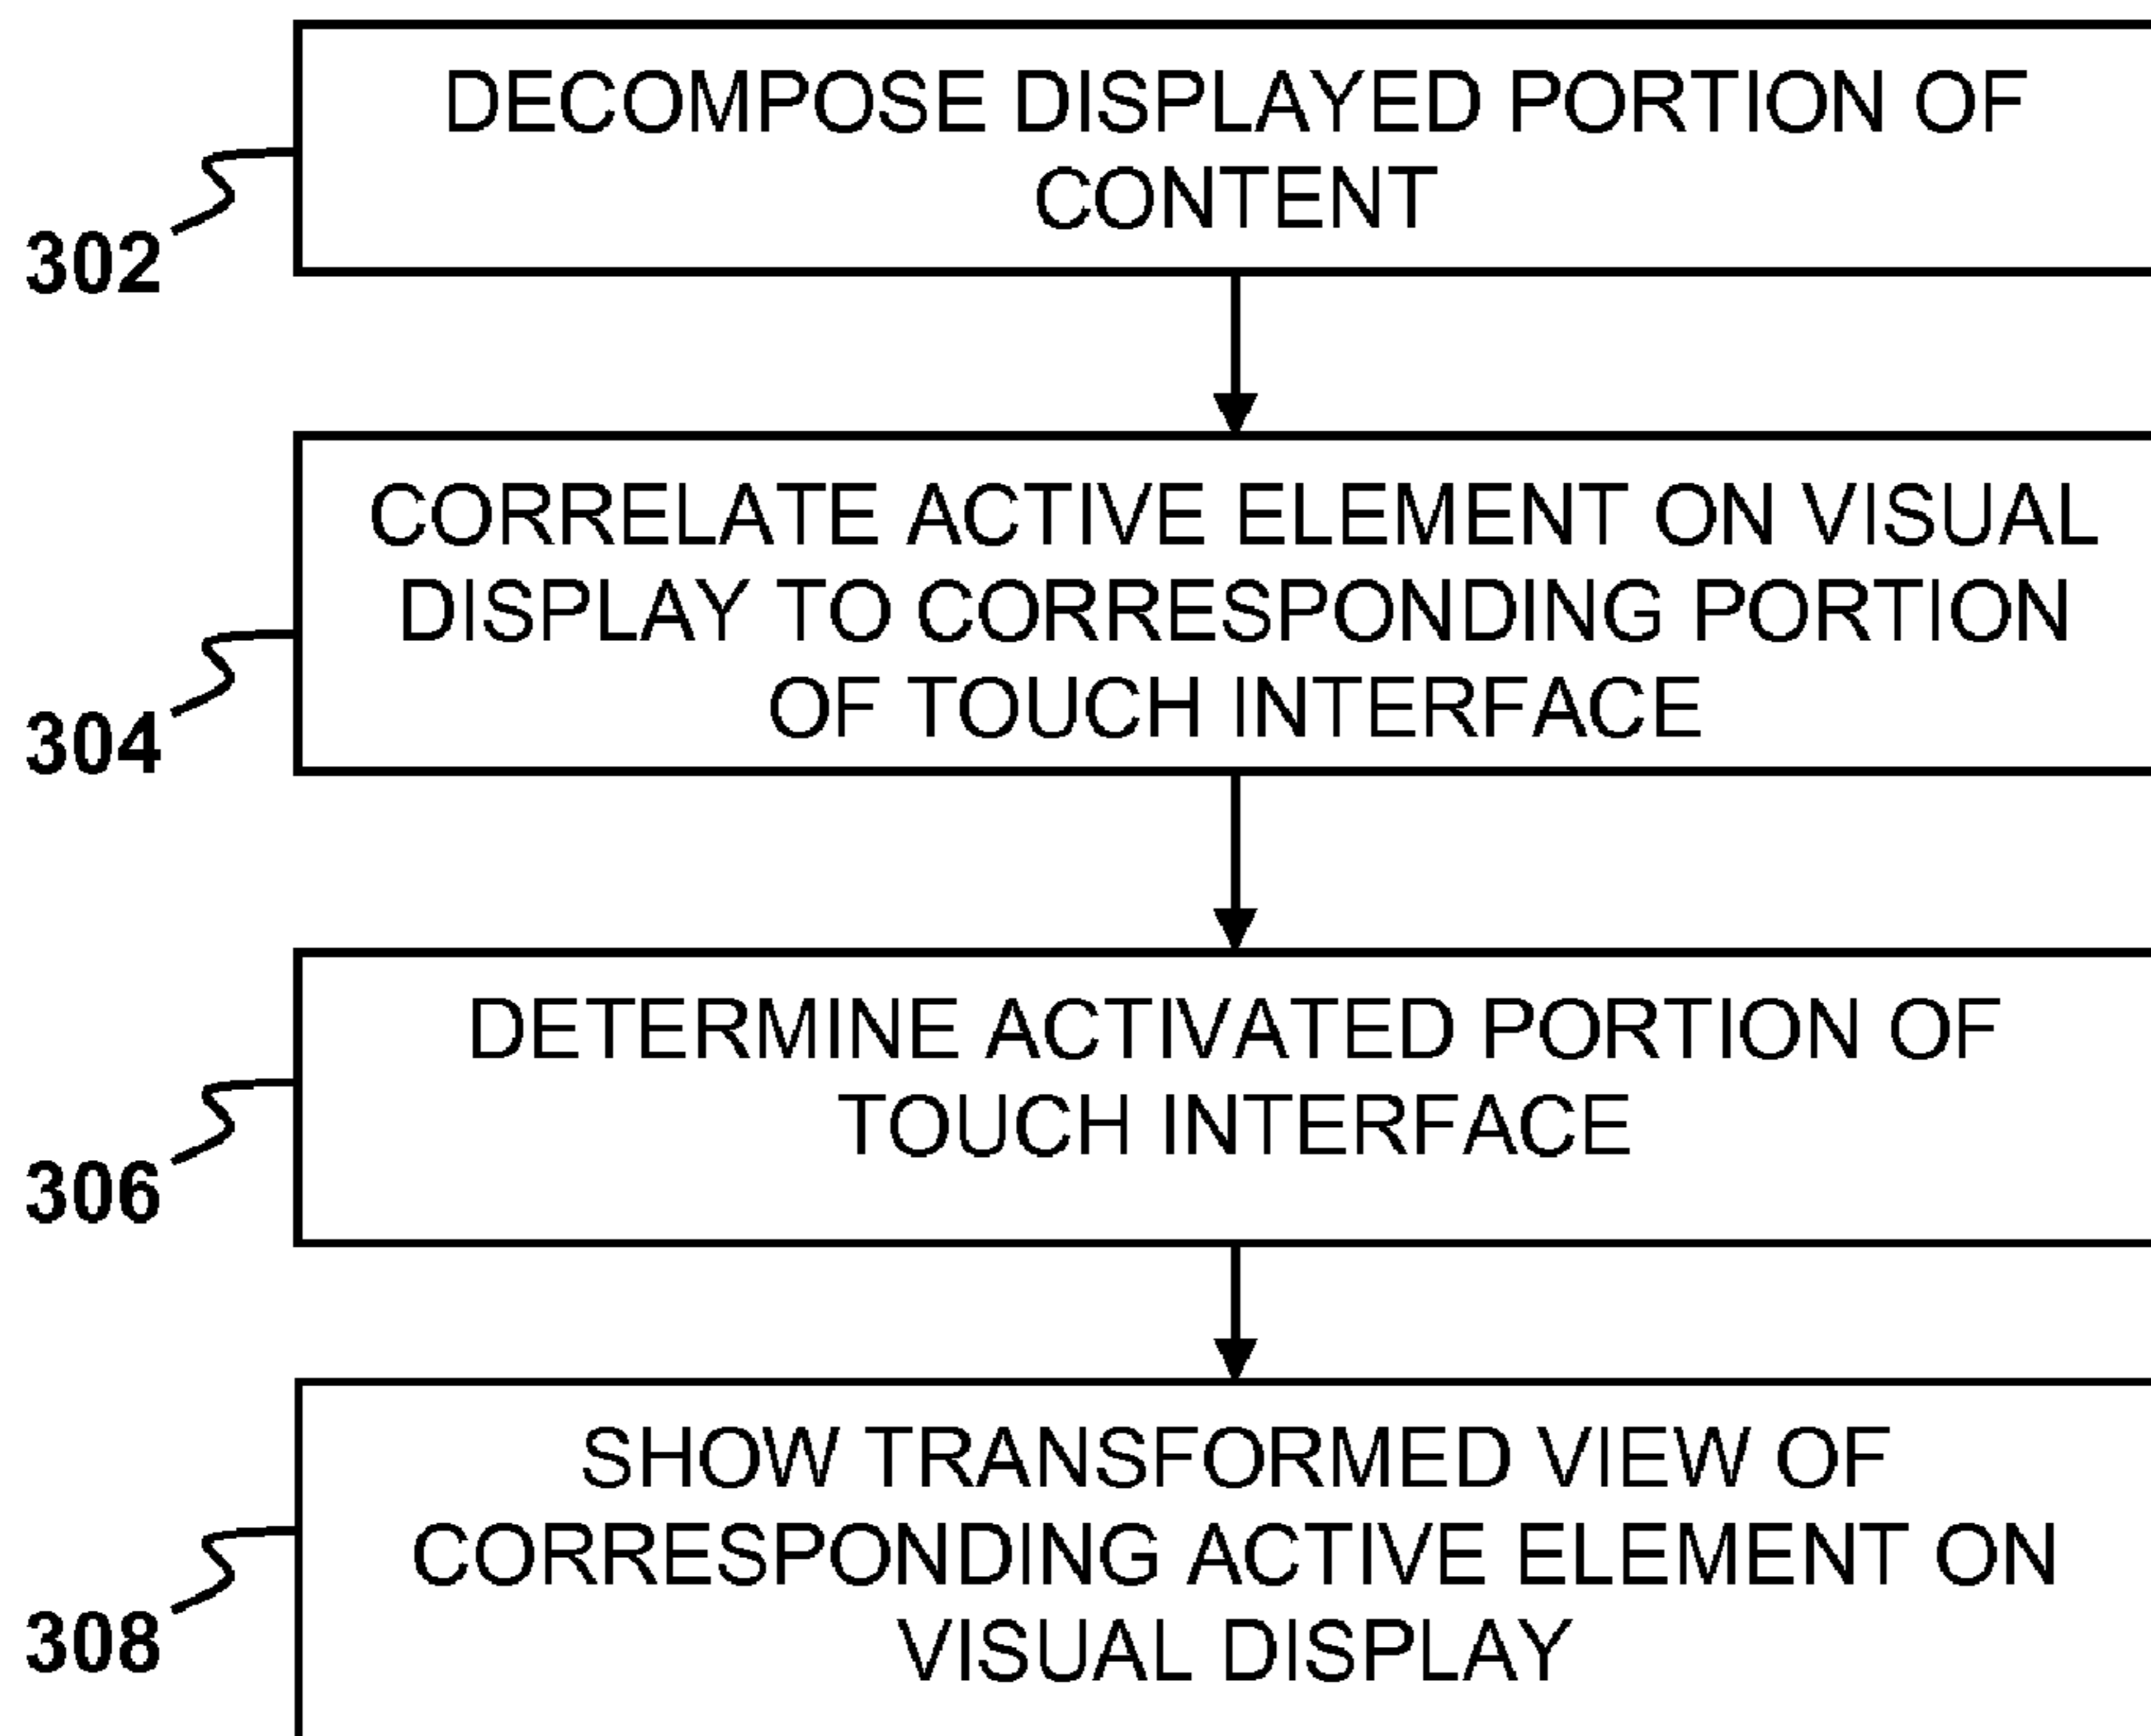 DECOMPOSE DISPLAYED PORTION OF
CONTENT
302
CORRELATE ACTIVE ELEMENT ON VISUAL
DISPLAY TO CORRESPONDING PORTION
OF TOUCH INTERFACE
304
DETERMINE ACTIVATED PORTION OF
TOUCH INTERFACE
306
SHOW TRANSFORMED VIEW OF
CORRESPONDING ACTIVE ELEMENT ON
VISUAL DISPLAY
308